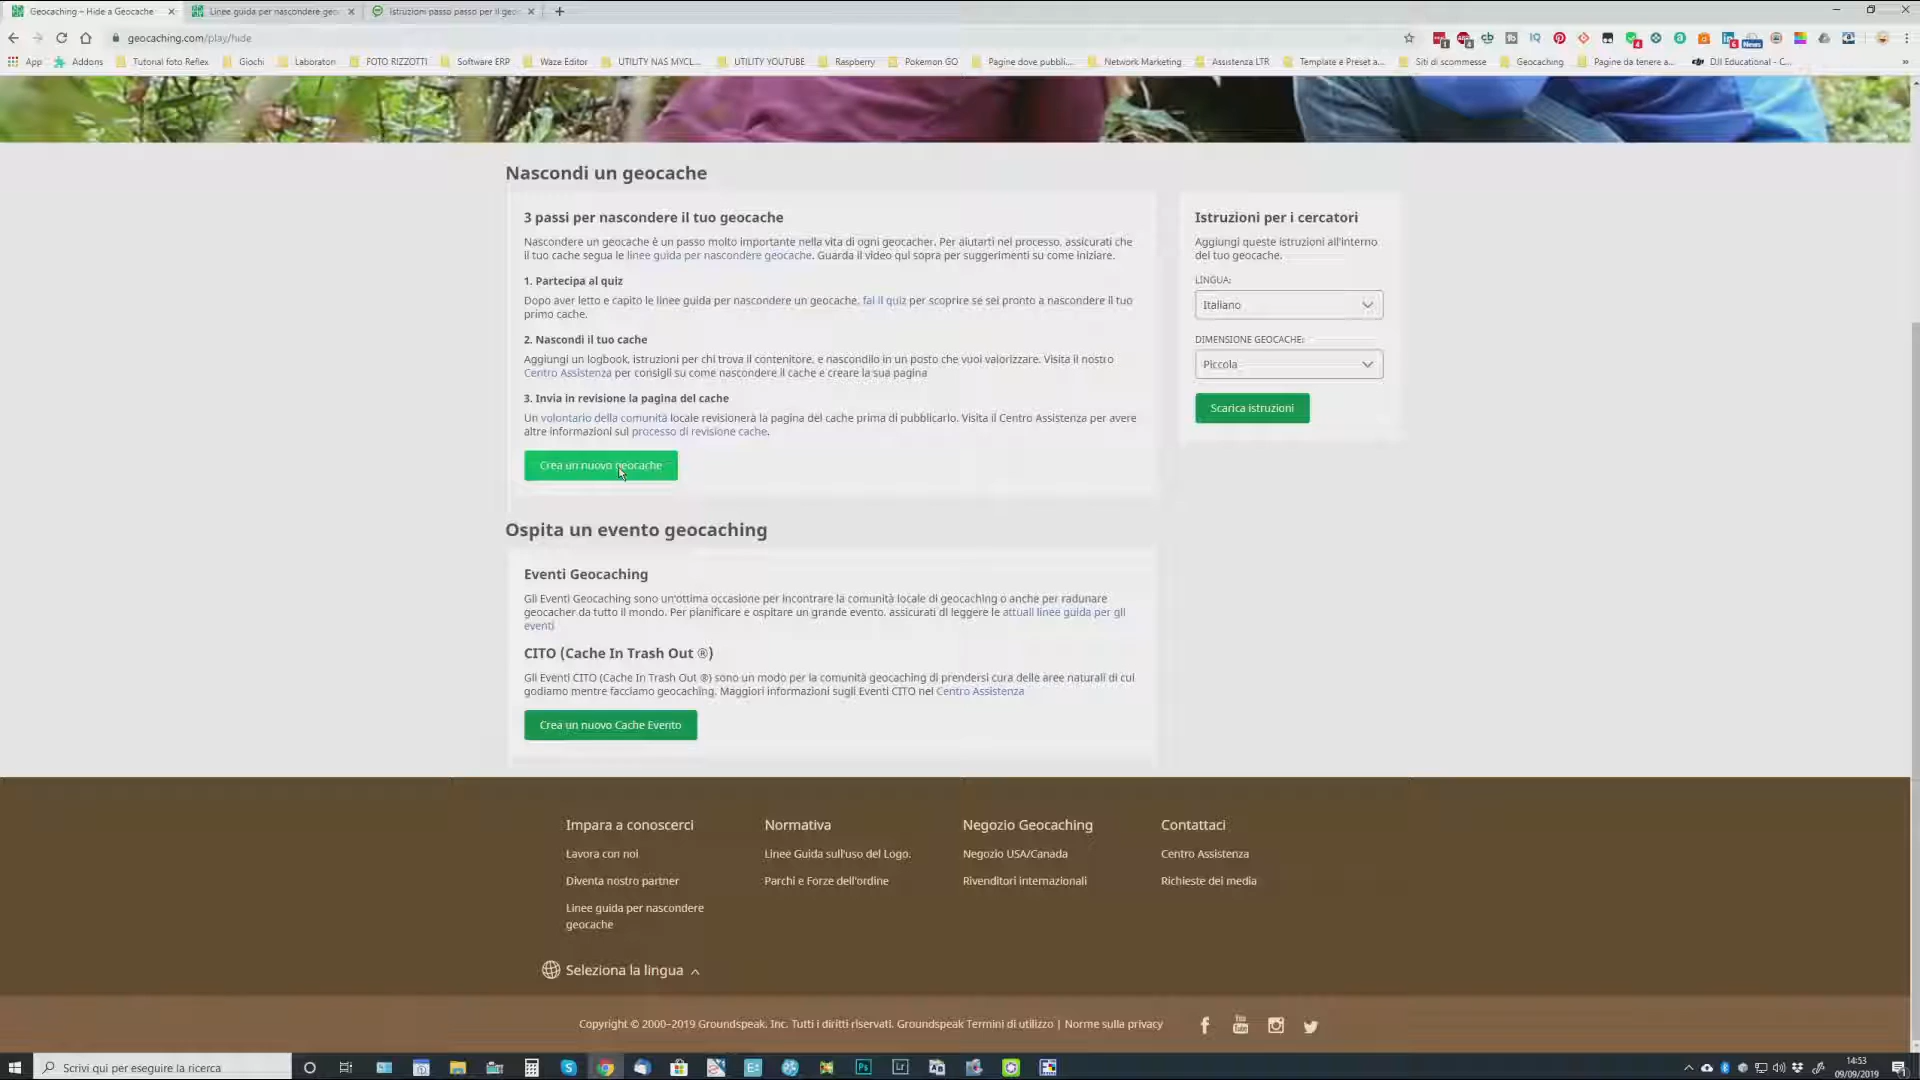 Geocaching – Hide a Geocache
Linee guida per nascondere geo
Istruzioni passo passo per il geo
geocaching.com/play/hide
App
Addons
Tutorial foto Reflex
Giochi
Laboratori
FOTO RIZZOTTI
Software ERP
Waze Editor
UTILITY NAS MYCL...
UTILITY YOUTUBE
Raspberry
Pokemon GO
Pagine dove pubbli...
Network Marketing
Assistenza LTR
Template e Preset a...
Siti di scommesse
Geocaching
Pagine da tenere a...
DJI Educational - C...
Nascondi un geocache
3 passi per nascondere il tuo geocache
Nascondere un geocache è un passo molto importante nella vita di ogni geocacher. Per aiutarti nel processo, assicurati che
il tuo cache segua le linee guida per nascondere geocache. Guarda il video qui sopra per suggerimenti su come iniziare.
1. Partecipa al quiz
Dopo aver letto e capito le linee guida per nascondere un geocache, fai il quiz per scoprire se sei pronto a nascondere il tuo
primo cache.
2. Nascondi il tuo cache
Aggiungi un logbook, istruzioni per chi trova il contenitore, e nascondilo in un posto che vuoi valorizzare. Visita il nostro
Centro Assistenza per consigli su come nascondere il cache e creare la sua pagina
3. Invia in revisione la pagina del cache
Un volontario della comunità locale revisionerà la pagina del cache prima di pubblicarlo. Visita il Centro Assistenza per avere
altre informazioni sul processo di revisione cache.
Crea un nuovo geocache
Istruzioni per i cercatori
Aggiungi queste istruzioni all'interno
del tuo geocache.
LINGUA:
Italiano
DIMENSIONE GEOCACHE:
Piccola
Scarica istruzioni
Ospita un evento geocaching
Eventi Geocaching
Gli Eventi Geocaching sono un'ottima occasione per incontrare la comunità locale di geocaching o anche per radunare
geocacher da tutto il mondo. Per pianificare e ospitare un grande evento, assicurati di leggere le attuali linee guida per gli
eventi
CITO (Cache In Trash Out ®)
Gli Eventi CITO (Cache In Trash Out ®) sono un modo per la comunità geocaching di prendersi cura delle aree naturali di cui
godiamo mentre facciamo geocaching. Maggiori informazioni sugli Eventi CITO nel Centro Assistenza
Crea un nuovo Cache Evento
Impara a conoscerci
Lavora con noi
Diventa nostro partner
Linee guida per nascondere
geocache
Normativa
Linee Guida sull'uso del Logo.
Parchi e Forze dell'ordine
Negozio Geocaching
Negozio USA/Canada
Rivenditori internazionali
Contattaci
Centro Assistenza
Richieste dei media
Seleziona la lingua
Copyright © 2000-2019 Groundspeak, Inc. Tutti i diritti riservati. Groundspeak Termini di utilizzo | Norme sulla privacy
Scrivi qui per eseguire la ricerca
14:53
09/09/2019